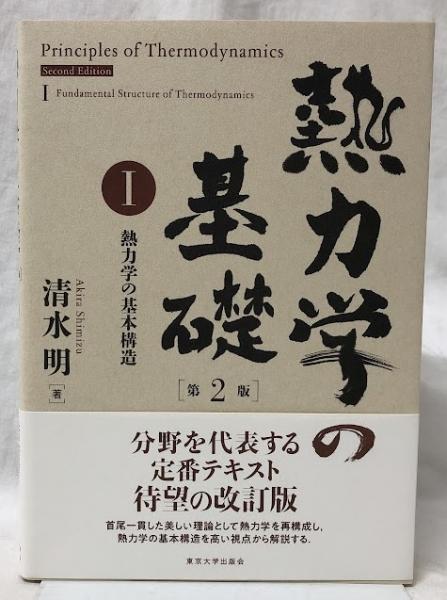 Principles of Thermodynamics
Second Edition
I Fundamental Structure of Thermodynamics
熱力学の
基礎
I
熱力学の基本構造
[第2版]
Akira Shimizu
清水明[著]
分野を代表する
定番テキスト
待望の改訂版
首尾一貫した美しい理論として熱力学を再構成し,
熱力学の基本構造を高い視点から解説する.
東京大学出版会